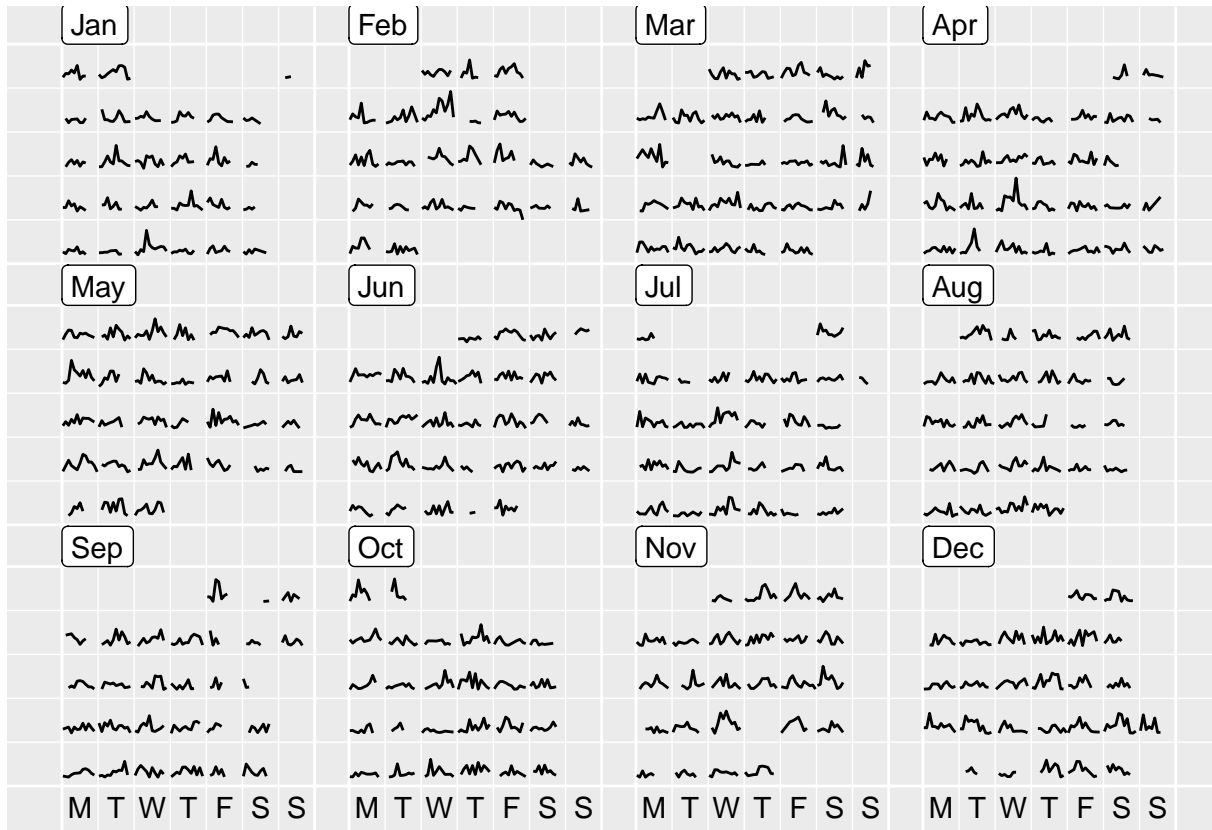 Jan Feb Mar Apr
May Jun Jul Aug
Sep Oct Nov Dec
M T W T F S S M T W T F S S M T W T F S S M T W T F S S